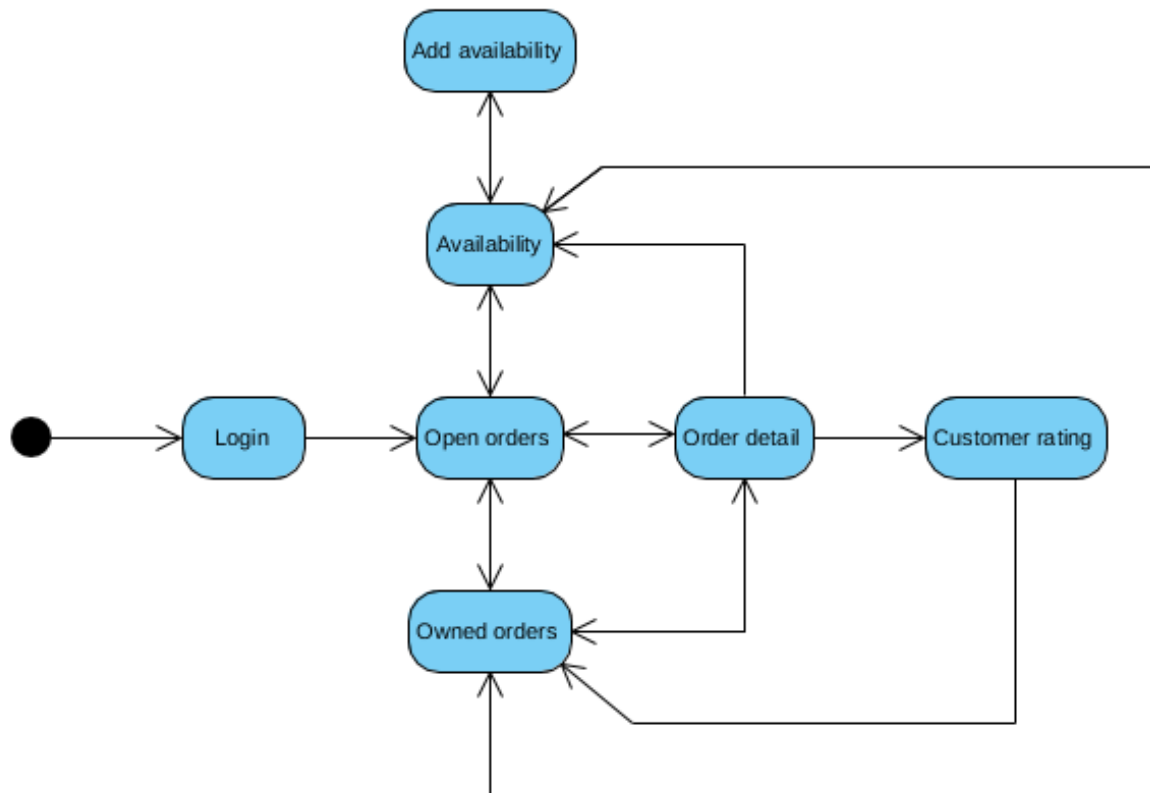 Add availability
Availability
Login
Open orders
Order detail
Customer rating
Owned orders